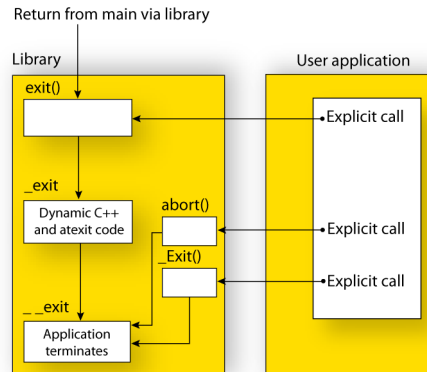 Return from main via library
Library
User application
exit()
Explicit call
_exit
Dynamic C++
and atexit code
abort()
Explicit call
_Exit()
Explicit call
_ _exit
Application
terminates